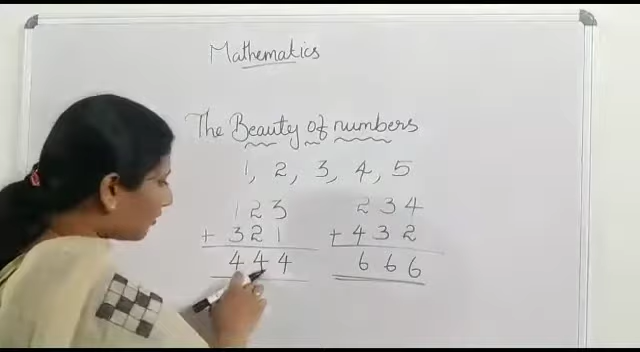 Mathematics
The Beauty of numbers
1, 2, 3, 4, 5
123 234
+ 321 + 432
444 666